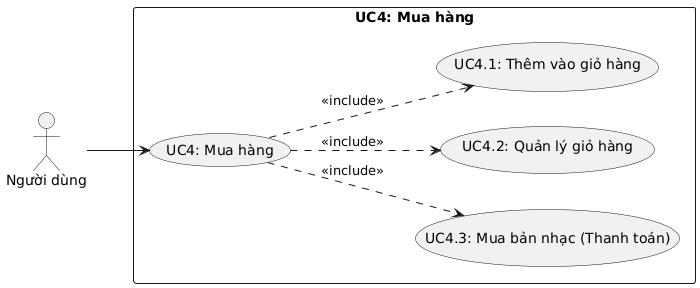 UC4: Mua hàng
UC4.1: Thêm vào giỏ hàng
«include»
UC4: Mua hàng
«include»
UC4.2: Quản lý giỏ hàng
«include»
Người dùng
UC4.3: Mua bản nhạc (Thanh toán)